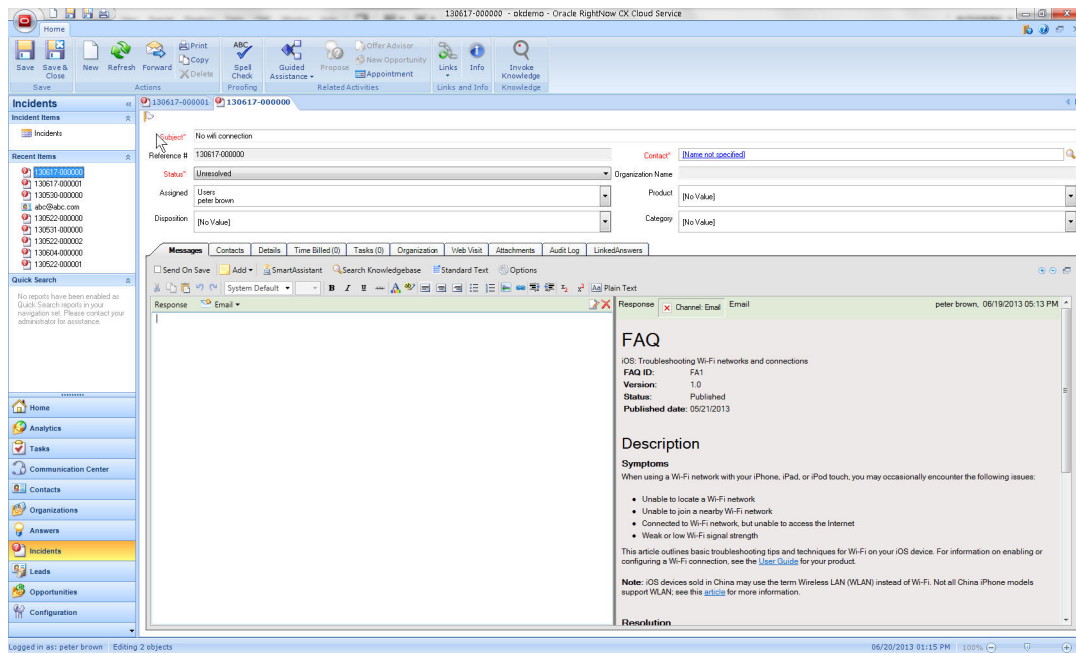 130617-000000 - okdemo - Oracle RightNow CX Cloud Service
Home
Save
Save & Close
New
Refresh
Forward
Print
Copy
Delete
ABC
Spell Check
Guided Assistance
Propose
Offer Advisor
New Opportunity
Appointment
Links
Info
Invoke Knowledge
Save
Actions
Proofing
Related Activities
Links and Info
Knowledge
Incidents
130617-000001
130617-000000
Incident Items
Incidents
Recent Items
130617-000000
130617-000001
130530-000000
abc@abc.com
130522-000000
130531-000000
130522-000002
130604-000000
130522-000001
Quick Search
No reports have been enabled as
Quick Search reports in your
navigation set. Please contact your
administrator for assistance.
Home
Analytics
Tasks
Communication Center
Contacts
Organizations
Answers
Incidents
Leads
Opportunities
Configuration
Subject* No wifi connection
Reference # 130617-000000
Contact* [Name not specified]
Status* Unresolved
Organization Name
Assigned Users
peter brown
Product [No Value]
Disposition [No Value]
Category [No Value]
Messages Contacts Details Time Billed (0) Tasks (0) Organization Web Visit Attachments Audit Log LinkedAnswers
Send On Save Add SmartAssistant Search Knowledgebase Standard Text Options
System Default B I U A Aa Plain Text
Response Email
Response Channel: Email Email peter brown, 06/19/2013 05:13 PM
FAQ
iOS: Troubleshooting Wi-Fi networks and connections
FAQ ID: FA1
Version: 1.0
Status: Published
Published date: 05/21/2013
Description
Symptoms
When using a Wi-Fi network with your iPhone, iPad, or iPod touch, you may occasionally encounter the following issues:
• Unable to locate a Wi-Fi network
• Unable to join a nearby Wi-Fi network
• Connected to Wi-Fi network, but unable to access the Internet
• Weak or low Wi-Fi signal strength
This article outlines basic troubleshooting tips and techniques for Wi-Fi on your iOS device. For information on enabling or
configuring a Wi-Fi connection, see the User Guide for your product.
Note: iOS devices sold in China may use the term Wireless LAN (WLAN) instead of Wi-Fi. Not all China iPhone models
support WLAN; see this article for more information.
Resolution
Logged in as: peter brown Editing 2 objects
06/20/2013 01:15 PM 100%